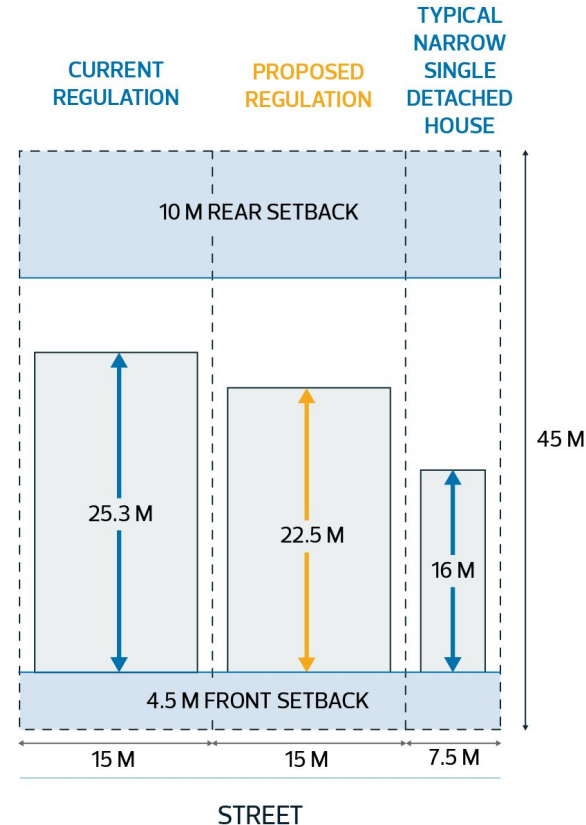 CURRENT
REGULATION
PROPOSED
REGULATION
TYPICAL
NARROW
SINGLE
DETACHED
HOUSE
10 M REAR SETBACK
45 M
25.3 M
22.5 M
16 M
4.5 M FRONT SETBACK
15 M
15 M
7.5 M
STREET